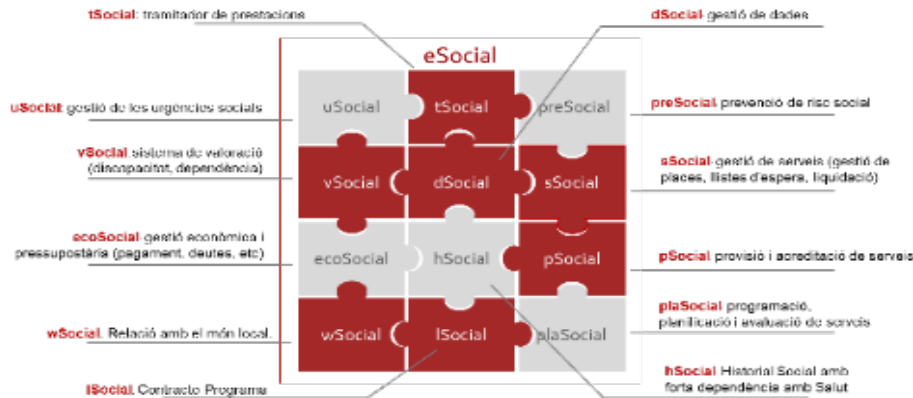 tSocial: tramitador de prestacions
dSocial gestió de dades
eSocial
uSocial
tSocial
preSocial
uSocial gestió de les urgències socials
preSocial. prevenció de risc social
vSocial sistema de valoració
(discapacitat, dependència)
vSocial
dSocial
sSocial
sSocial gestió de serveis (gestió de
places, llistes d'espera, liquidació)
ecoSocial gestió econòmica i
pressupostària (pagament, deutes, etc)
ecoSocial
hSocial
pSocial
pSocial provisió i acreditació de serveis
wSocial. Relació amb el món local.
wSocial
lSocial
plaSocial
plaSocial programació,
planificació i avaluació de serveis
lSocial. Contracto Programa
hSocial Historial Social amb
forta dependència amb Salut